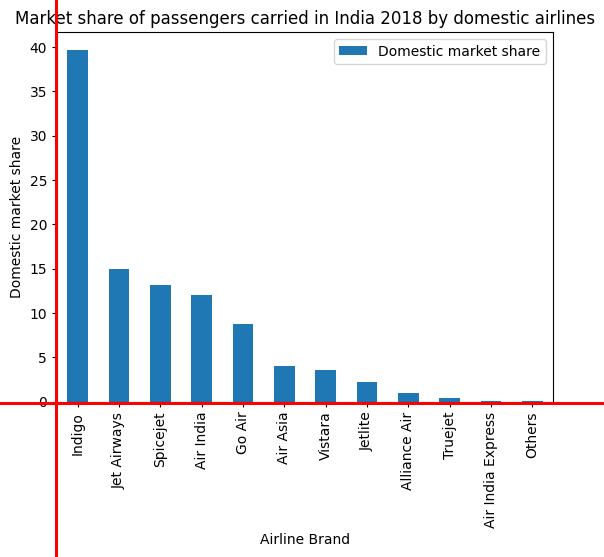 Market share of passengers carried in India 2018 by domestic airlines
Domestic market share
Domestic market share
40
35
30
25
20
15
10
5
0
Indigo
Jet Airways
Spicejet
Air India
Go Air
Air Asia
Vistara
Jetlite
Alliance Air
Truejet
Air India Express
Others
Airline Brand